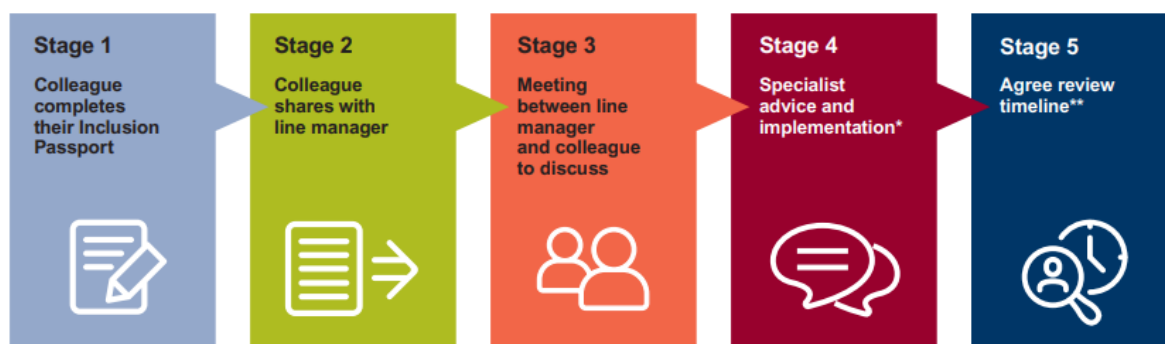 Stage 1
Colleague
completes
their Inclusion
Passport
Stage 2
Colleague
shares with
line manager
Stage 3
Meeting
between line
manager
and colleague
to discuss
Stage 4
Specialist
advice and
implementation*
Stage 5
Agree review
timeline**